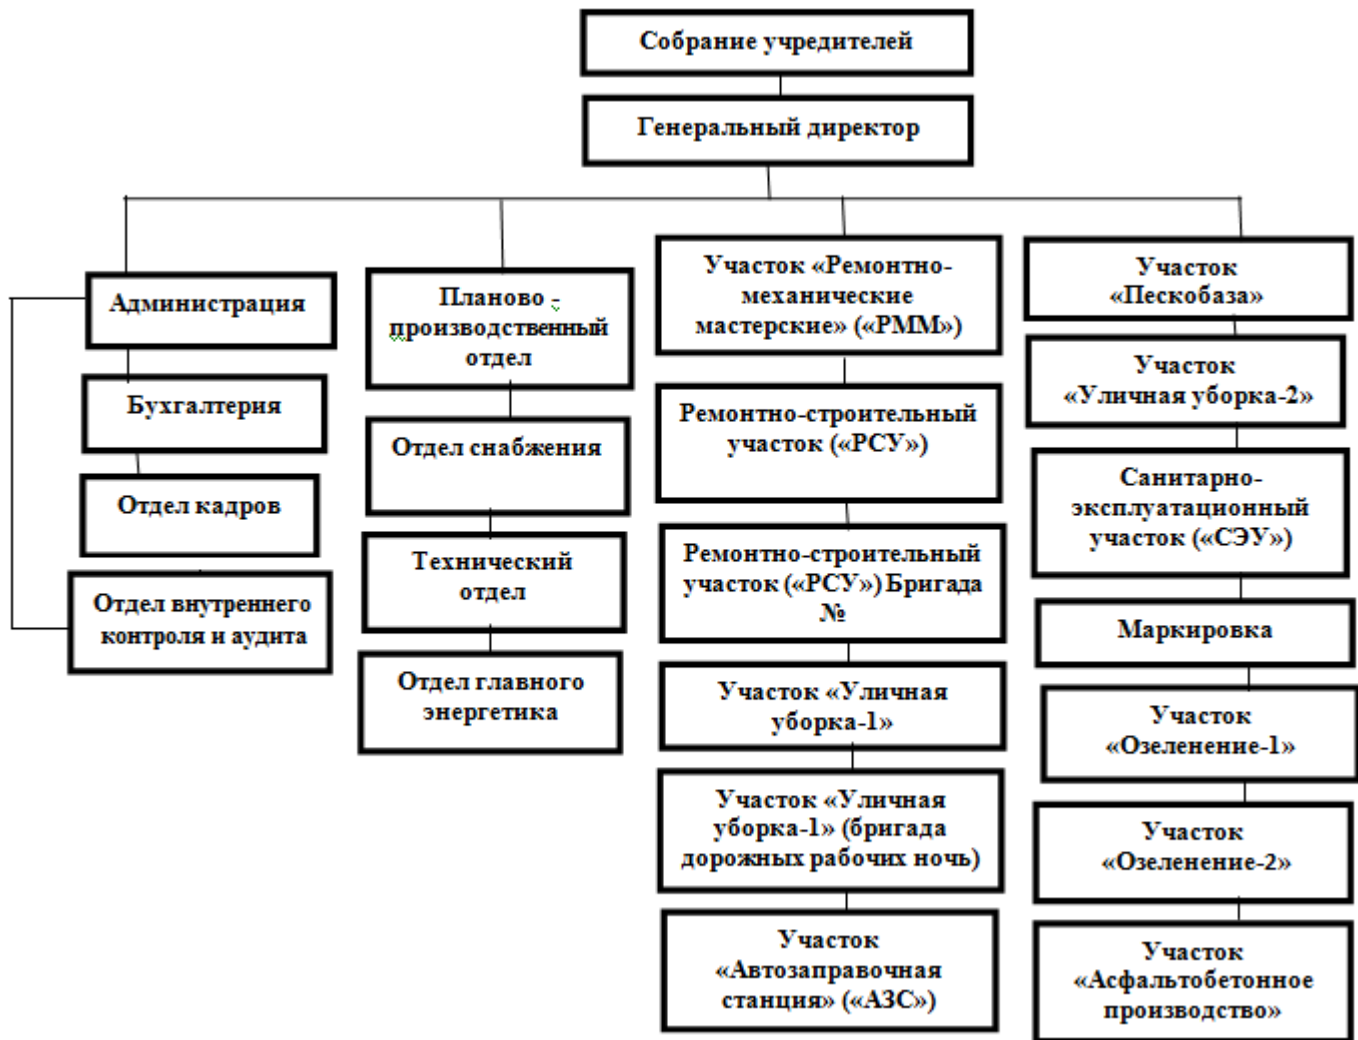 Собрание учредителей
Генеральный директор
Администрация
Бухгалтерия
Отдел кадров
Отдел внутреннего
контроля и аудита
Планово -
производственный
отдел
Отдел снабжения
Технический
отдел
Отдел главного
энергетика
Участок «Ремонтно-
механические
мастерские» («РММ»)
Ремонтно-строительный
участок («РСУ»)
Ремонтно-строительный
участок («РСУ») Бригада
№
Участок «Уличная
уборка-1»
Участок «Уличная
уборка-1» (бригада
дорожных рабочих ночь)
Участок
«Автозаправочная
станция» («АЗС»)
Участок
«Пескобаза»
Участок
«Уличная уборка-2»
Санитарно-
эксплуатационный
участок («СЭУ»)
Маркировка
Участок
«Озеленение-1»
Участок
«Озеленение-2»
Участок
«Асфальтобетонное
производство»